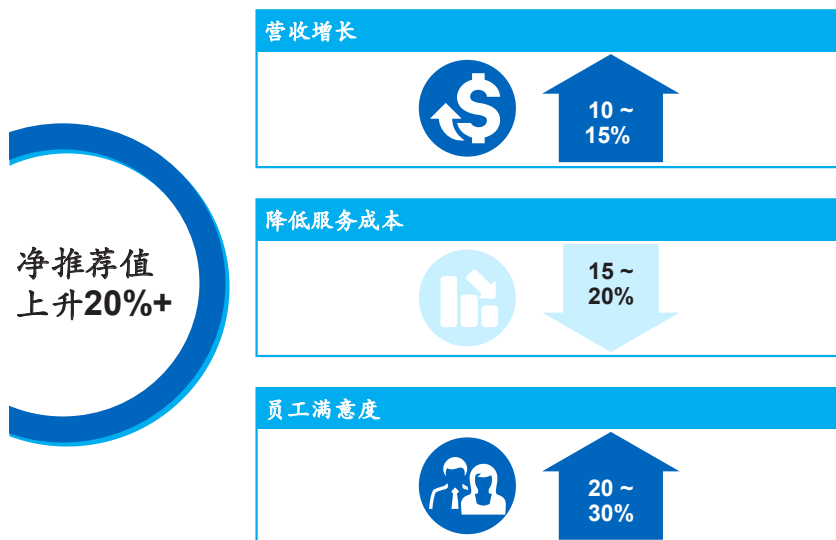 净推荐值
上升20%+
营收增长
10 ~
15%
降低服务成本
15 ~
20%
员工满意度
20 ~
30%